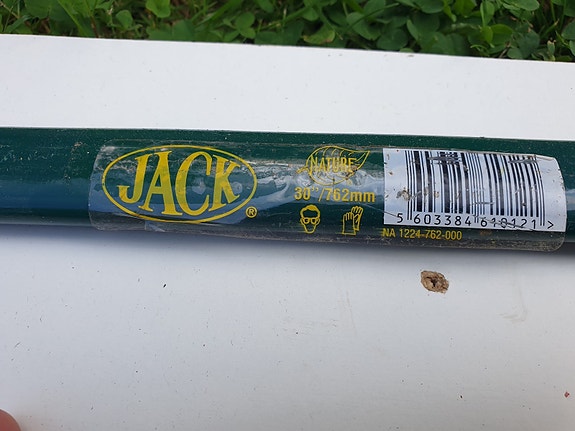 JACK®
NATURE
30"/762mm
5 603384 610121 >
NA 1224-762-000